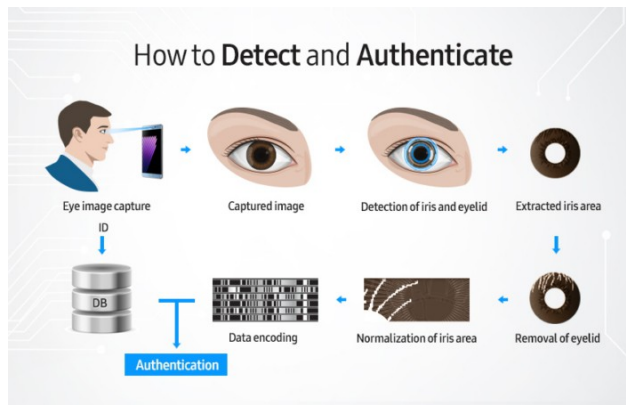 How to Detect and Authenticate
Eye image capture
Captured image
Detection of iris and eyelid
Extracted iris area
ID
DB
Data encoding
Normalization of iris area
Removal of eyelid
Authentication